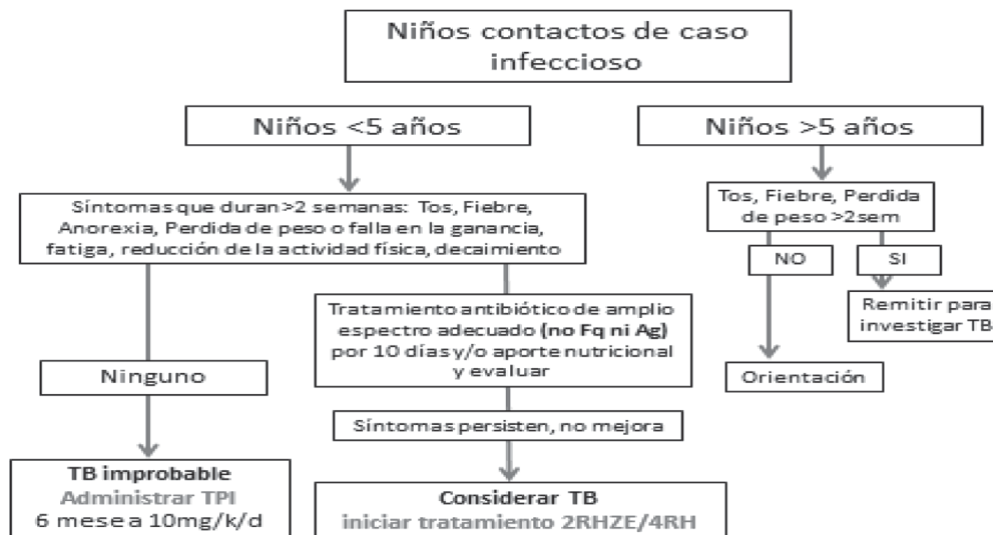 Niños contactos de caso
infeccioso
Niños <5 años
Niños >5 años
Síntomas que duran >2 semanas: Tos, Fiebre,
Anorexia, Perdida de peso o falla en la ganancia,
fatiga, reducción de la actividad física, decaimiento
Tos, Fiebre, Perdida
de peso >2sem
NO
SI
Tratamiento antibiótico de amplio
espectro adecuado (no Fq ni Ag)
por 10 días y/o aporte nutricional
y evaluar
Remitir para
investigar TB
Ninguno
Orientación
Síntomas persisten, no mejora
TB improbable
Administrar TPI
6 mese a 10mg/k/d
Considerar TB
iniciar tratamiento 2RHZE/4RH